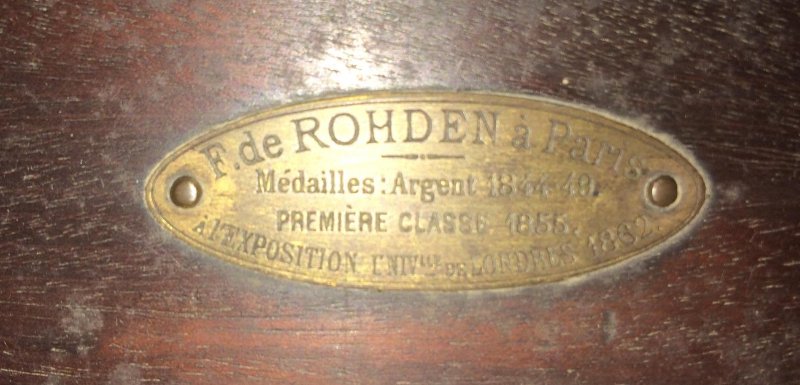 F. de ROHDEN à Paris
Médailles: Argent 1844-49.
PREMIÈRE CLASSE 1855.
À L'EXPOSITION UNIVLLE DE LONDRES 1862.